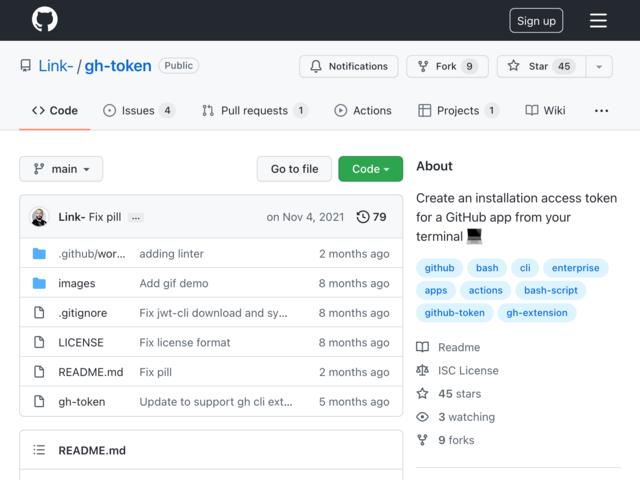 Sign up
Link- / gh-token Public
Notifications Fork 9 Star 45
Code Issues 4 Pull requests 1 Actions Projects 1 Wiki ...
main Go to file Code
Link- Fix pill ... on Nov 4, 2021 79
.github/wor... adding linter 2 months ago
images Add gif demo 8 months ago
.gitignore Fix jwt-cli download and sy... 8 months ago
LICENSE Fix license format 8 months ago
README.md Fix pill 2 months ago
gh-token Update to support gh cli ext... 5 months ago
README.md
About
Create an installation access token
for a GitHub app from your
terminal 💻
github bash cli enterprise
apps actions bash-script
github-token gh-extension
Readme
ISC License
45 stars
3 watching
9 forks